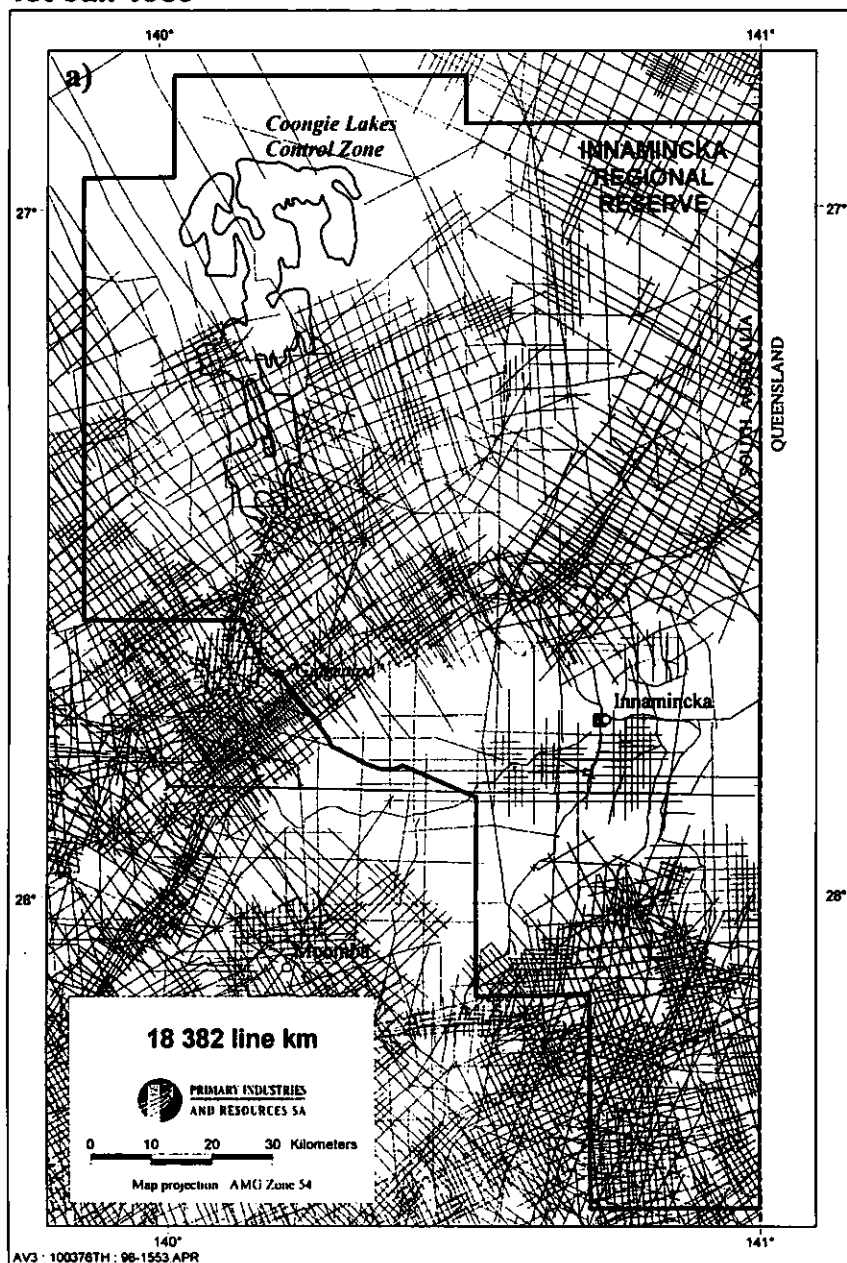 140°
141°
a)
Coongie Lakes
Control Zone
INNAMINCKA
REGIONAL
RESERVE
27°
27°
SOUTH AUSTRALIA
QUEENSLAND
Innamincka
28°
28°
Moomba
18 382 line km
PRIMARY INDUSTRIES
AND RESOURCES SA
0 10 20 30 Kilometers
Map projection AMG Zone 54
140°
141°
AV3 : 100376TH : 96-1553.APR